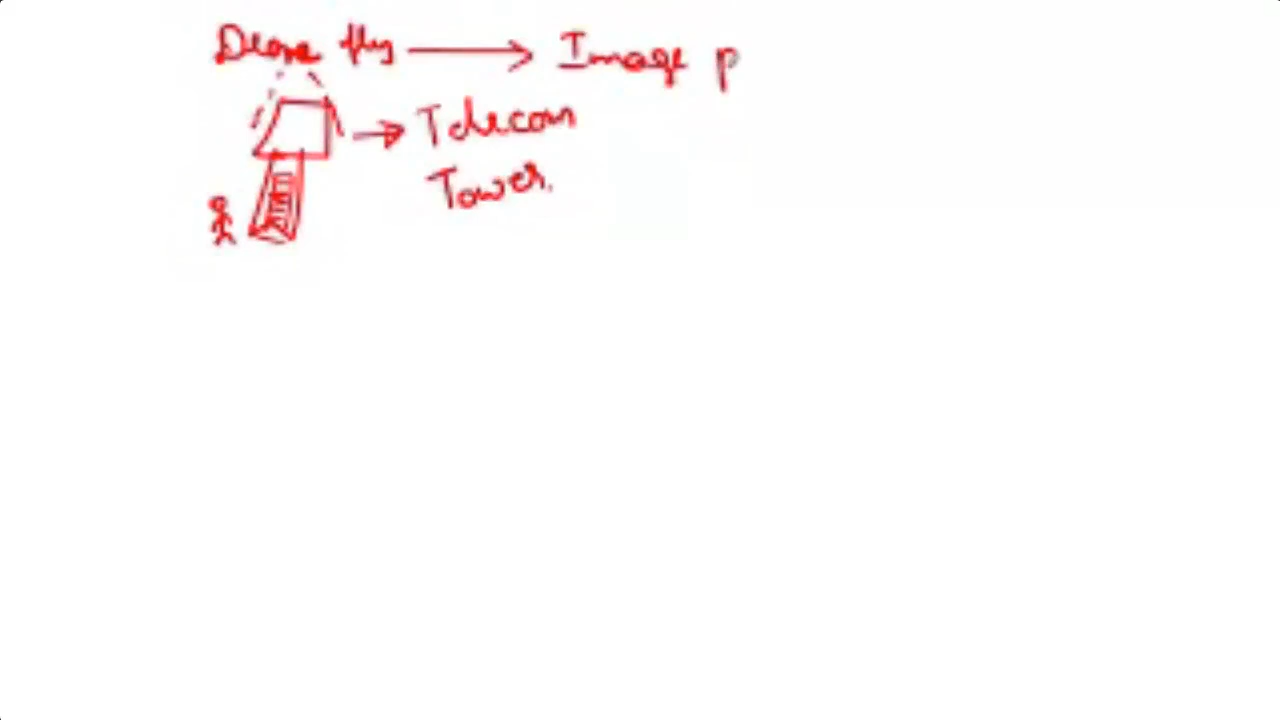 Drone fly → Image p
→ Telecom
Tower.